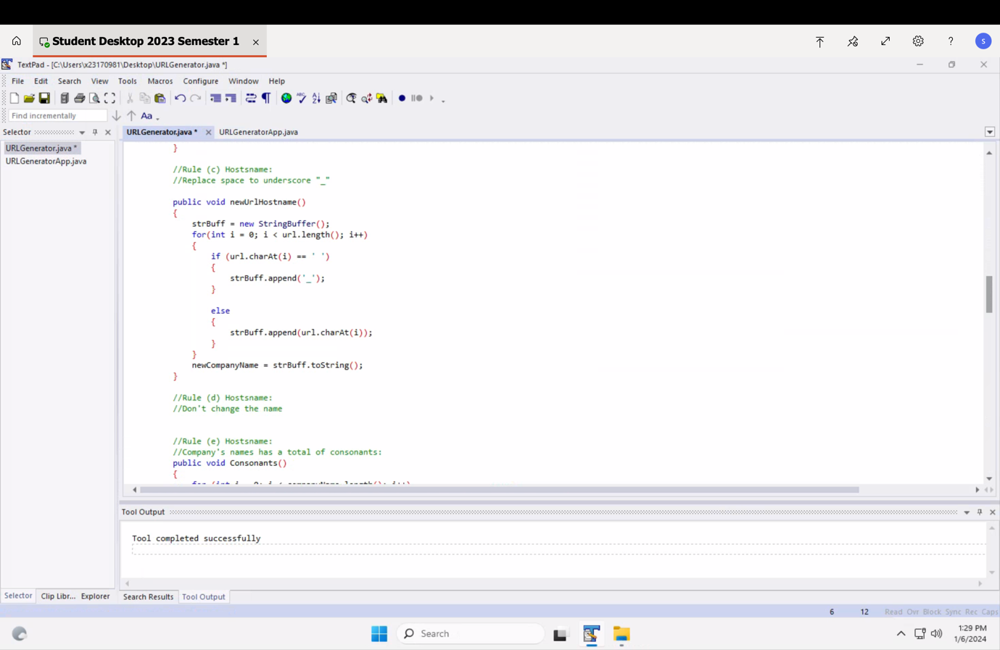 Student Desktop 2023 Semester 1
?
S
TextPad - [C:\Users\x23170981\Desktop\URLGenerator.java *]
File Edit Search View Tools Macros Configure Window Help
Find incrementally
Aa
Selector
URLGenerator.java *
URLGeneratorApp.java
URLGenerator.java *
URLGeneratorApp.java
}
//Rule (c) Hostsname:
//Replace space to underscore "_"
public void newUrlHostname()
{
strBuff = new StringBuffer();
for(int i = 0; i < url.length(); i++)
{
if (url.charAt(i) == ' ')
{
strBuff.append('_');
}
else
{
strBuff.append(url.charAt(i));
}
}
newCompanyName = strBuff.toString();
}
//Rule (d) Hostsname:
//Don't change the name
//Rule (e) Hostsname:
//Company's names has a total of consonants:
public void Consonants()
{
for (int i = 0; i < companyName.length(); i++)
Tool Output
Tool completed successfully
Selector Clip Libr... Explorer
Search Results Tool Output
6 12 Read Ovr Block Sync Rec Caps
Search
1:29 PM
1/6/2024